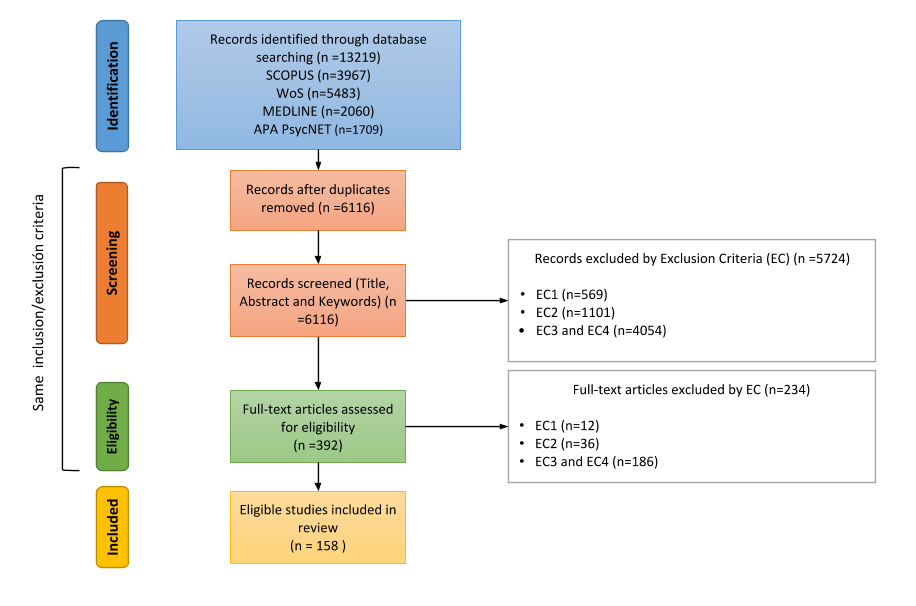 Identification
Records identified through database
searching (n =13219)
SCOPUS (n=3967)
WoS (n=5483)
MEDLINE (n=2060)
APA PsycNET (n=1709)
Same inclusion/exclusión criteria
Screening
Records after duplicates
removed (n =6116)
Records screened (Title,
Abstract and Keywords) (n
=6116)
Records excluded by Exclusion Criteria (EC) (n =5724)
• EC1 (n=569)
• EC2 (n=1101)
• EC3 and EC4 (n=4054)
Eligibility
Full-text articles assessed
for eligibility
(n =392)
Full-text articles excluded by EC (n=234)
• EC1 (n=12)
• EC2 (n=36)
• EC3 and EC4 (n=186)
Included
Eligible studies included in
review
(n = 158 )